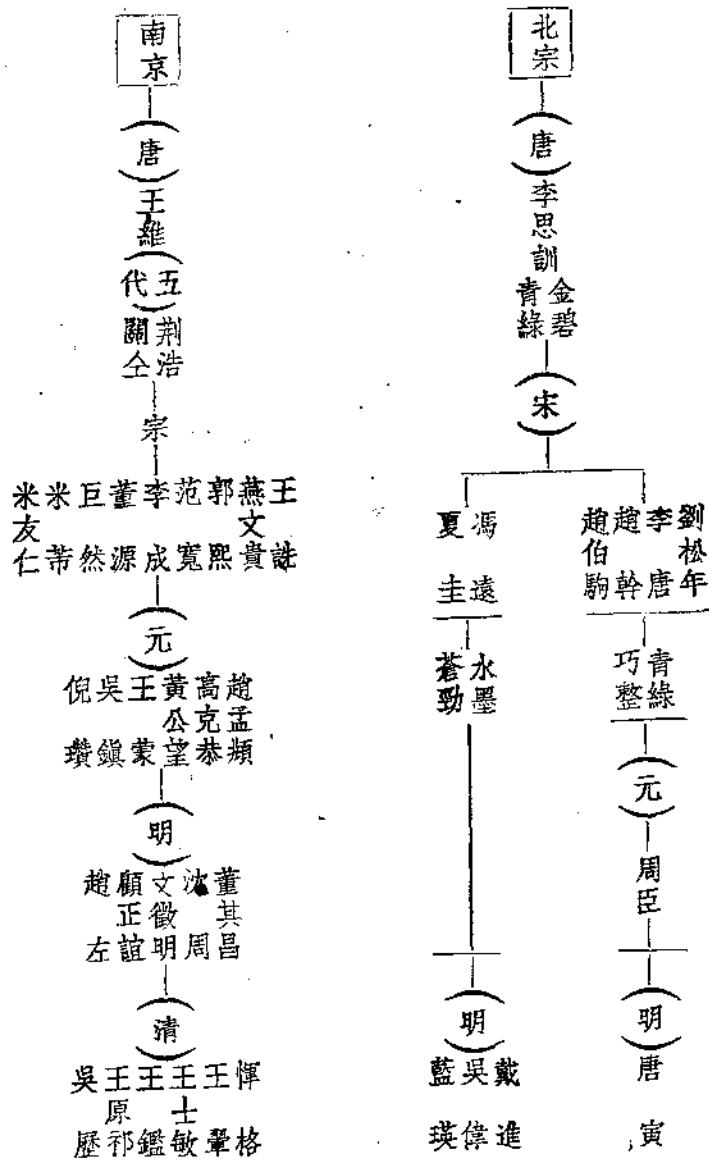 北宗
（唐）
李思訓
金碧
青綠
（宋）
劉松年
李唐
趙幹
趙伯駒
青綠
巧整
（元）
周臣
（明）
唐寅
馮遠
夏圭
水墨
蒼勁
（明）
戴進
吳偉
藍瑛
南京
（唐）
王維
（五代）
荆浩
關仝
宗
王詵
燕文貴
郭熙
范寬
李成
董源
巨然
米芾
米友仁
（元）
趙孟頫
高克恭
黃公望
王蒙
吳鎭
倪瓚
（明）
董其昌
沈周
文徵明
顧正誼
趙左
（清）
惲格
王翬
王士敏
王鑑
王原祁
吳歷